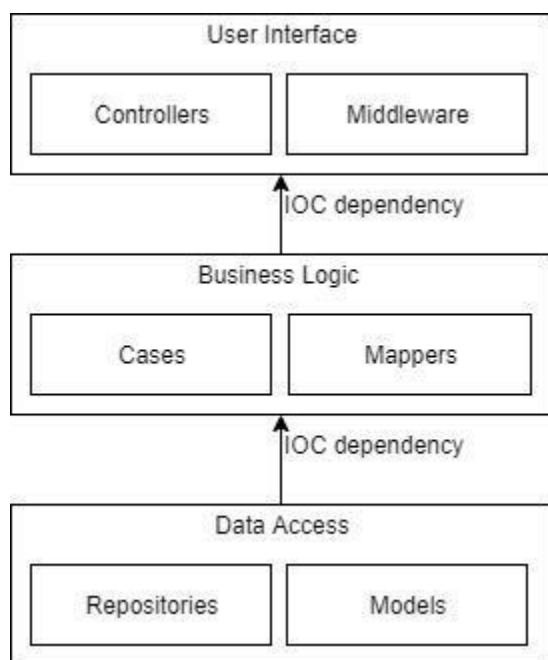 User Interface
Controllers Middleware
IOC dependency
Business Logic
Cases Mappers
IOC dependency
Data Access
Repositories Models